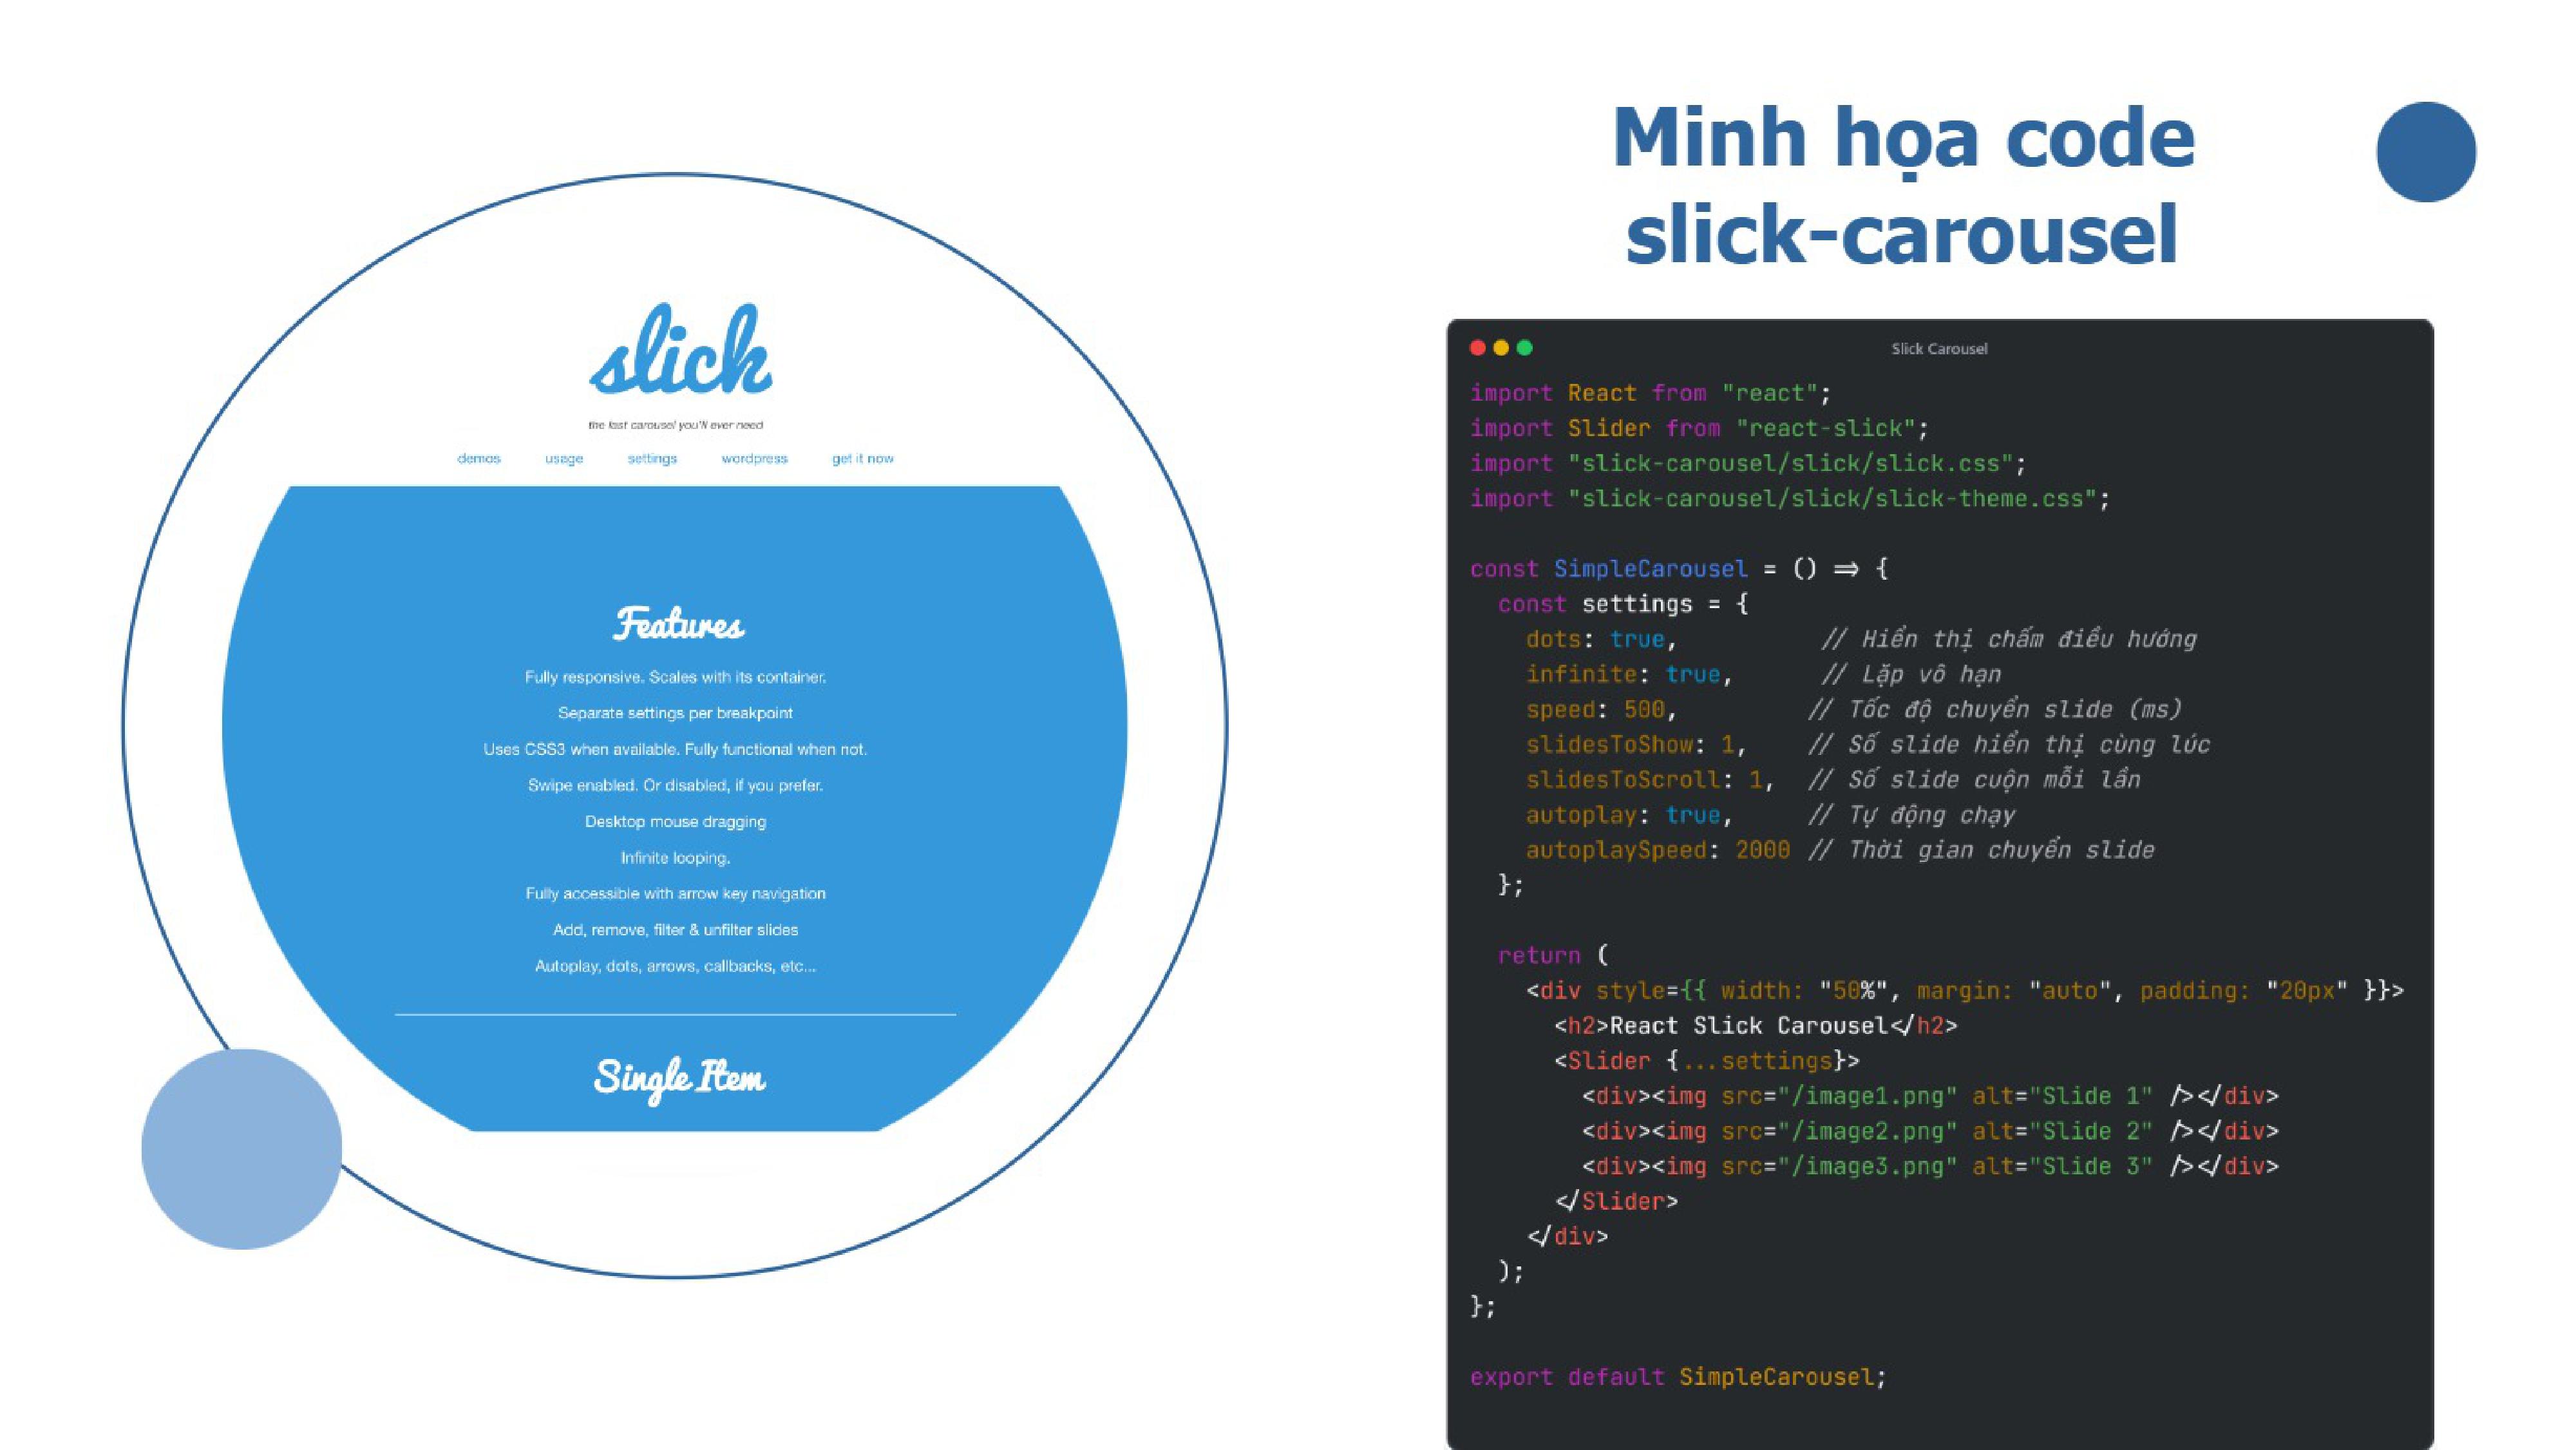 Minh họa code
slick-carousel
slick
the last carousel you'll ever need
demos usage settings wordpress get it now
Features
Fully responsive. Scales with its container.
Separate settings per breakpoint
Uses CSS3 when available. Fully functional when not.
Swipe enabled. Or disabled, if you prefer.
Desktop mouse dragging
Infinite looping.
Fully accessible with arrow key navigation
Add, remove, filter & unfilter slides
Autoplay, dots, arrows, callbacks, etc...
Single Item
Slick Carousel
import React from "react";
import Slider from "react-slick";
import "slick-carousel/slick/slick.css";
import "slick-carousel/slick/slick-theme.css";
const SimpleCarousel = () => {
  const settings = {
    dots: true,          // Hiển thị chấm điều hướng
    infinite: true,      // Lặp vô hạn
    speed: 500,         // Tốc độ chuyển slide (ms)
    slidesToShow: 1,    // Số slide hiển thị cùng lúc
    slidesToScroll: 1,  // Số slide cuộn mỗi lần
    autoplay: true,     // Tự động chạy
    autoplaySpeed: 2000 // Thời gian chuyển slide
  };
  return (
    <div style={{ width: "50%", margin: "auto", padding: "20px" }}>
      <h2>React Slick Carousel</h2>
      <Slider {...settings}>
        <div><img src="/image1.png" alt="Slide 1" /></div>
        <div><img src="/image2.png" alt="Slide 2" /></div>
        <div><img src="/image3.png" alt="Slide 3" /></div>
      </Slider>
    </div>
  );
};
export default SimpleCarousel;